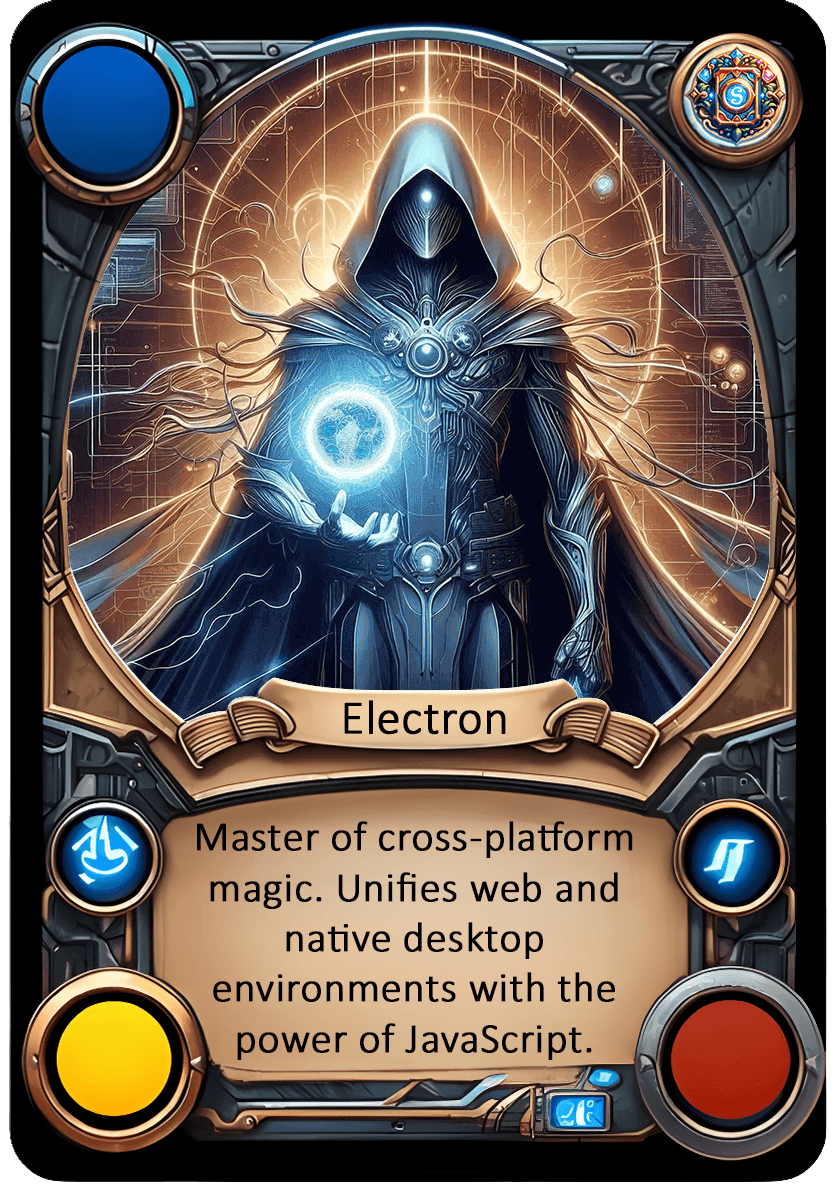 Electron
Master of cross-platform
magic. Unifies web and
native desktop
environments with the
power of JavaScript.